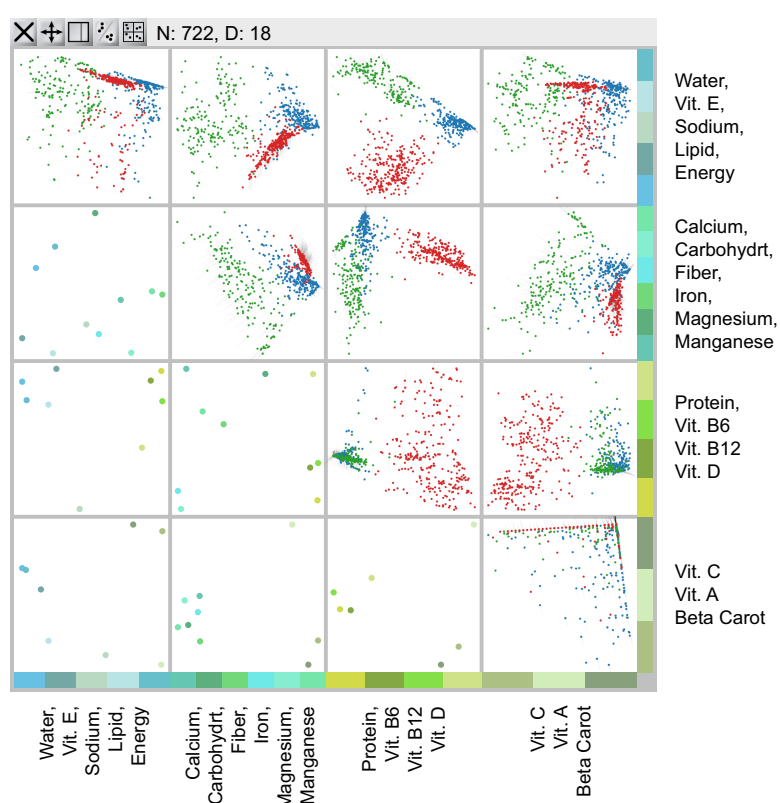 N: 722, D: 18
Water,
Vit. E,
Sodium,
Lipid,
Energy
Calcium,
Carbohydrt,
Fiber,
Iron,
Magnesium,
Manganese
Protein,
Vit. B6
Vit. B12
Vit. D
Vit. C
Vit. A
Beta Carot
Water,
Vit. E,
Sodium,
Lipid,
Energy
Calcium,
Carbohydrt,
Fiber,
Iron,
Magnesium,
Manganese
Protein,
Vit. B6
Vit. B12
Vit. D
Vit. C
Vit. A
Beta Carot